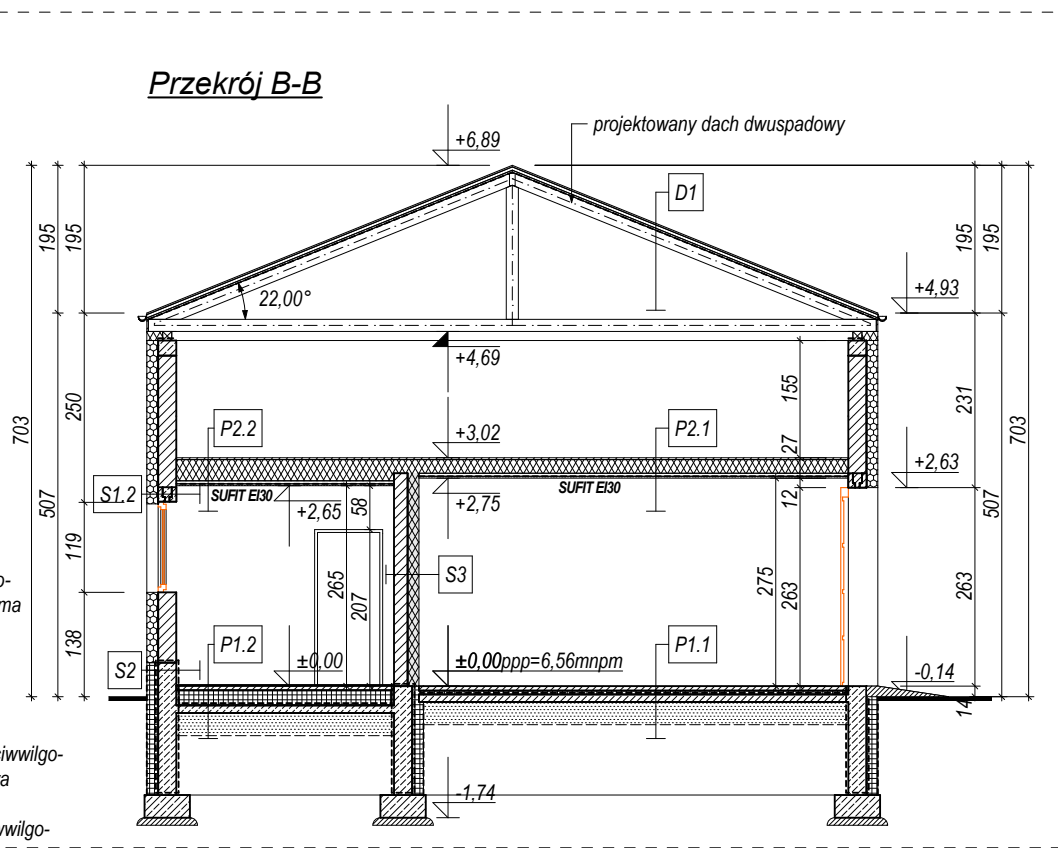 Przekrój B-B
+6,89
projektowany dach dwuspadowy
D1
195
195
195
195
22,00°
+4,93
+4,69
703
250
155
231
703
P2.2
+3,02
P2.1
27
+2,63
S1.2
SUFIT EI30
SUFIT EI30
507
+2,65
58
+2,75
12
507
119
o-
ma
265
207
S3
275
263
263
138
S2
P1.2
±0,00
±0,00ppp=6,56mnpm
P1.1
-0,14
14
ciwwilgo-
a
-1,74
wwilgo-